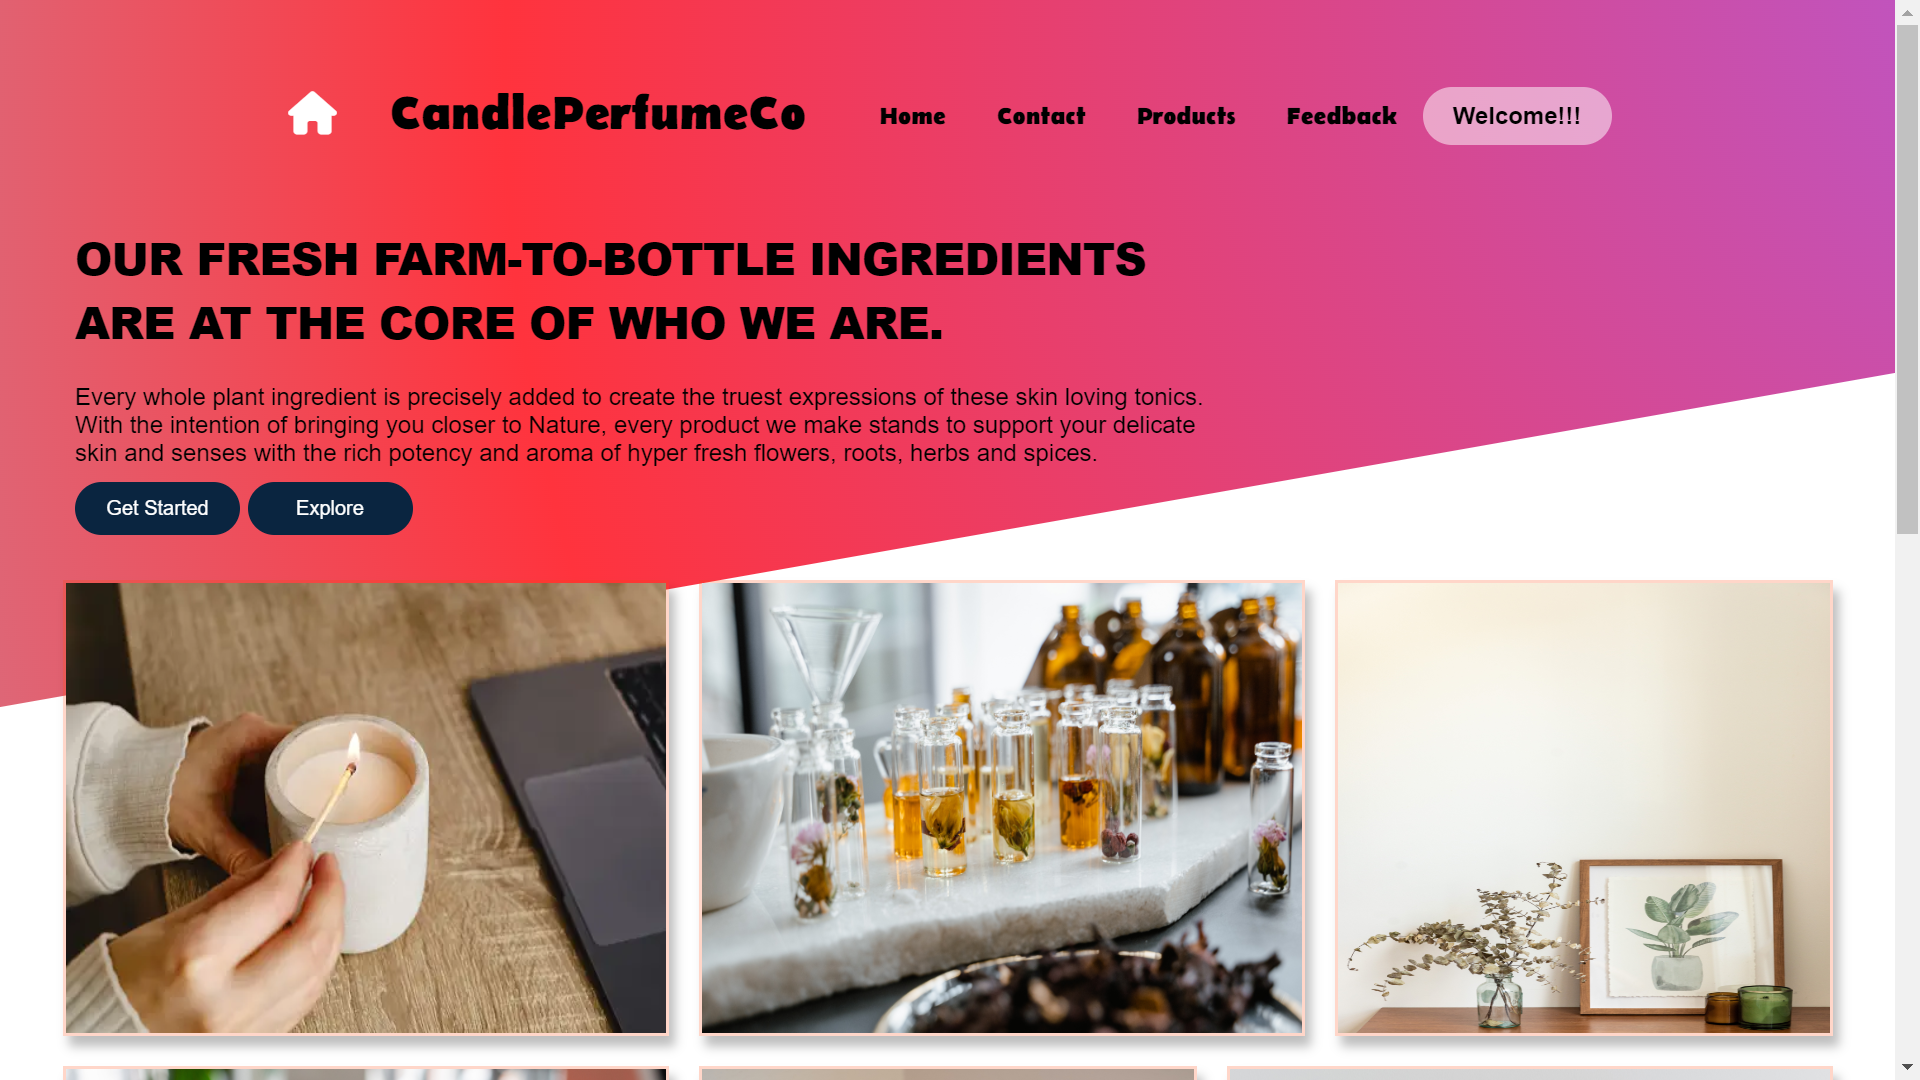 CandlePerfumeCo
Home
Contact
Products
Feedback
Welcome!!!
OUR FRESH FARM-TO-BOTTLE INGREDIENTS
ARE AT THE CORE OF WHO WE ARE.
Every whole plant ingredient is precisely added to create the truest expressions of these skin loving tonics.
With the intention of bringing you closer to Nature, every product we make stands to support your delicate
skin and senses with the rich potency and aroma of hyper fresh flowers, roots, herbs and spices.
Get Started
Explore